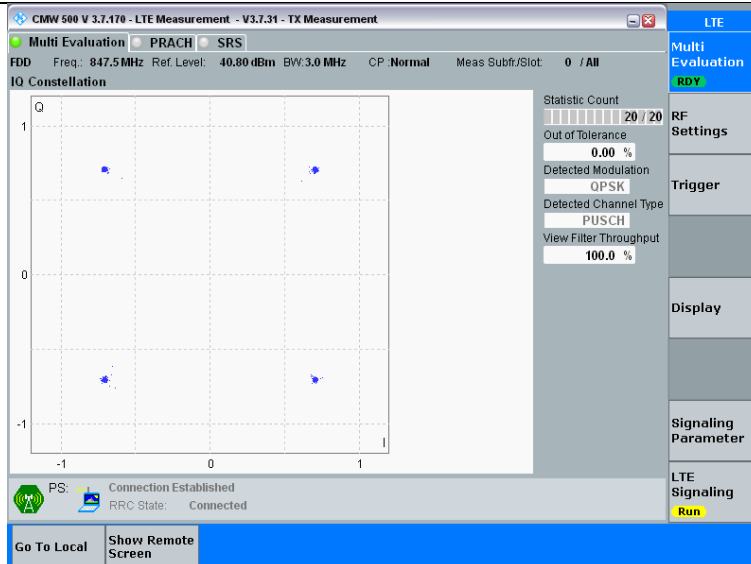 CMW 500 V 3.7.170 - LTE Measurement - V3.7.31 - TX Measurement
LTE
Multi Evaluation PRACH SRS
Multi
Evaluation
RDY
FDD Freq.: 847.5 MHz Ref. Level: 40.80 dBm BW: 3.0 MHz CP : Normal Meas Subfr./Slot: 0 / All
IQ Constellation
Q
1
0
-1
-1 0 1
I
Statistic Count
20 / 20
Out of Tolerance
0.00 %
Detected Modulation
QPSK
Detected Channel Type
PUSCH
View Filter Throughput
100.0 %
RF
Settings
Trigger
Display
Signaling
Parameter
LTE
Signaling
Run
PS: Connection Established
RRC State: Connected
Go To Local
Show Remote
Screen